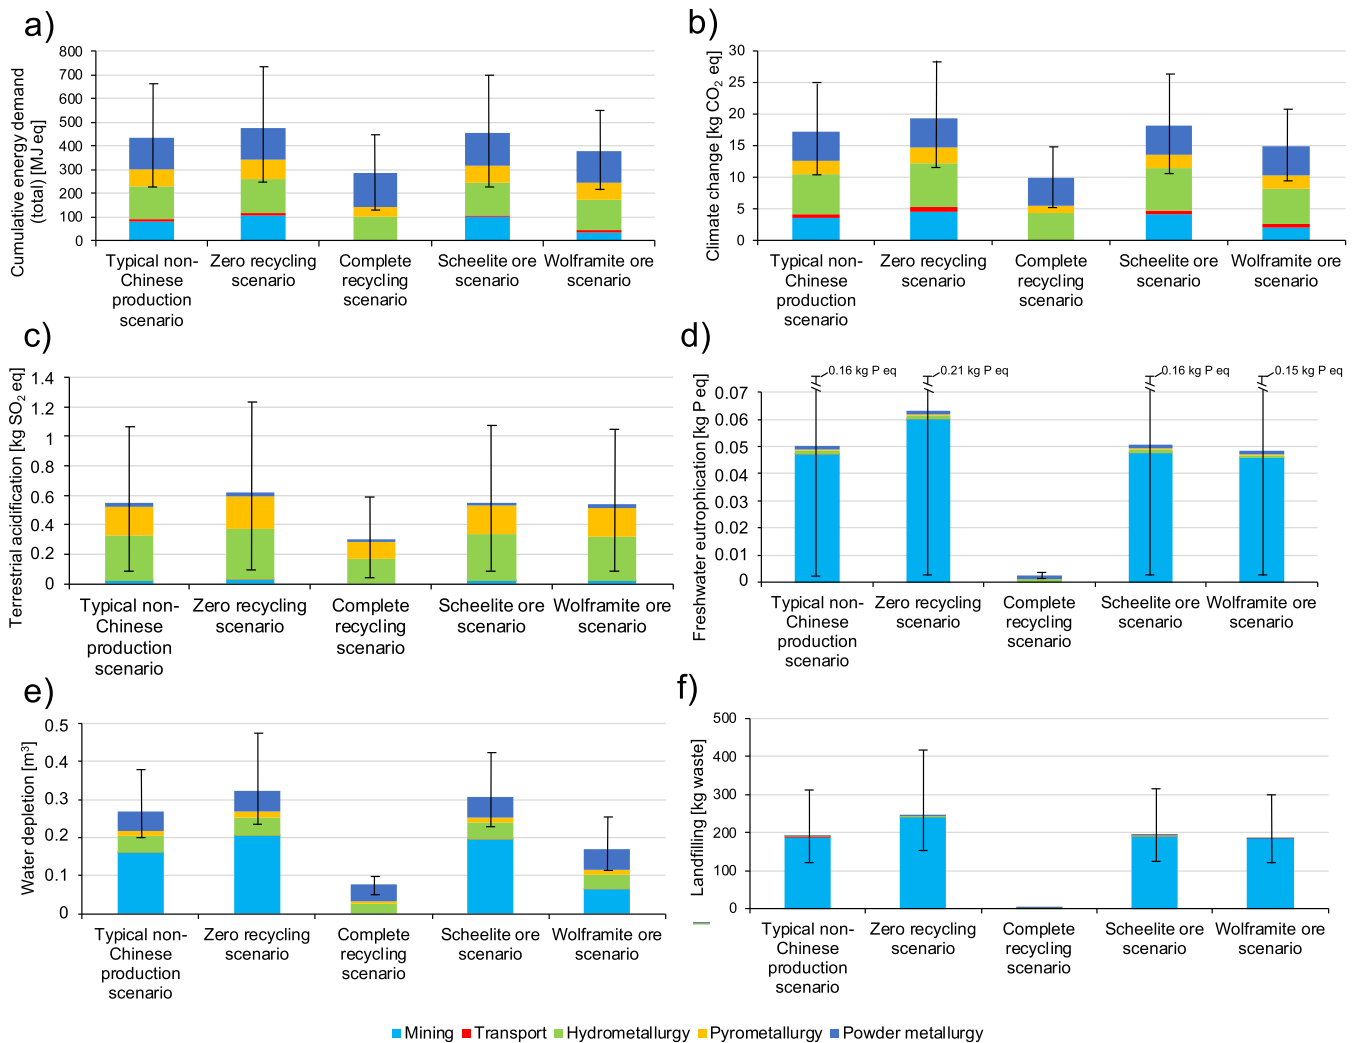 a)
Cumulative energy demand
(total) [MJ eq]
800
700
600
500
400
300
200
100
0
Typical non-
Chinese
production
scenario
Zero recycling
scenario
Complete
recycling
scenario
Scheelite ore
scenario
Wolframite ore
scenario
b)
Climate change [kg CO2 eq]
30
25
20
15
10
5
0
Typical non-
Chinese
production
scenario
Zero recycling
scenario
Complete
recycling
scenario
Scheelite ore
scenario
Wolframite ore
scenario
c)
Terrestrial acidification [kg SO2 eq]
1.4
1.2
1
0.8
0.6
0.4
0.2
0
Typical non-
Chinese
production
scenario
Zero recycling
scenario
Complete
recycling
scenario
Scheelite ore
scenario
Wolframite ore
scenario
d)
Freshwater eutrophication [kg P eq]
0.16 kg P eq
0.21 kg P eq
0.16 kg P eq
0.15 kg P eq
0.07
0.06
0.05
0.04
0.03
0.02
0.01
0
Typical non-
Chinese
production
scenario
Zero recycling
scenario
Complete
recycling
scenario
Scheelite ore
scenario
Wolframite ore
scenario
e)
Water depletion [m³]
0.5
0.4
0.3
0.2
0.1
0
Typical non-
Chinese
production
scenario
Zero recycling
scenario
Complete
recycling
scenario
Scheelite ore
scenario
Wolframite ore
scenario
f)
Landfilling [kg waste]
500
400
300
200
100
0
Typical non-
Chinese
production
scenario
Zero recycling
scenario
Complete
recycling
scenario
Scheelite ore
scenario
Wolframite ore
scenario
Mining Transport Hydrometallurgy Pyrometallurgy Powder metallurgy